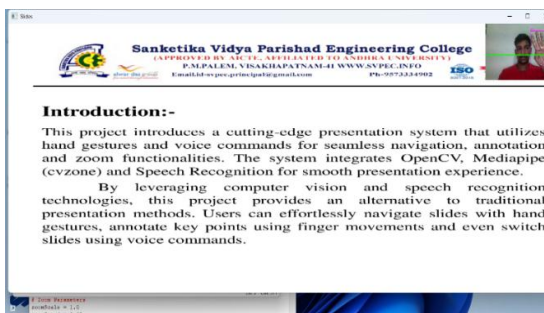 Slides
Sanketika Vidya Parishad Engineering College
(APPROVED BY AICTE, AFFILIATED TO ANDHRA UNIVERSITY)
P.M.PALEM, VISAKHAPATNAM-41 WWW.SVPEC.INFO
Email.id-svpec.principal@gmail.com Ph-9573334902
ISO
Introduction:-
This project introduces a cutting-edge presentation system that utilizes
hand gestures and voice commands for seamless navigation, annotation
and zoom functionalities. The system integrates OpenCV, Mediapipe
(cvzone) and Speech Recognition for smooth presentation experience.
By leveraging computer vision and speech recognition
technologies, this project provides an alternative to traditional
presentation methods. Users can effortlessly navigate slides with hand
gestures, annotate key points using finger movements and even switch
slides using voice commands.
# Zoom Parameters
zoomScale = 1.0